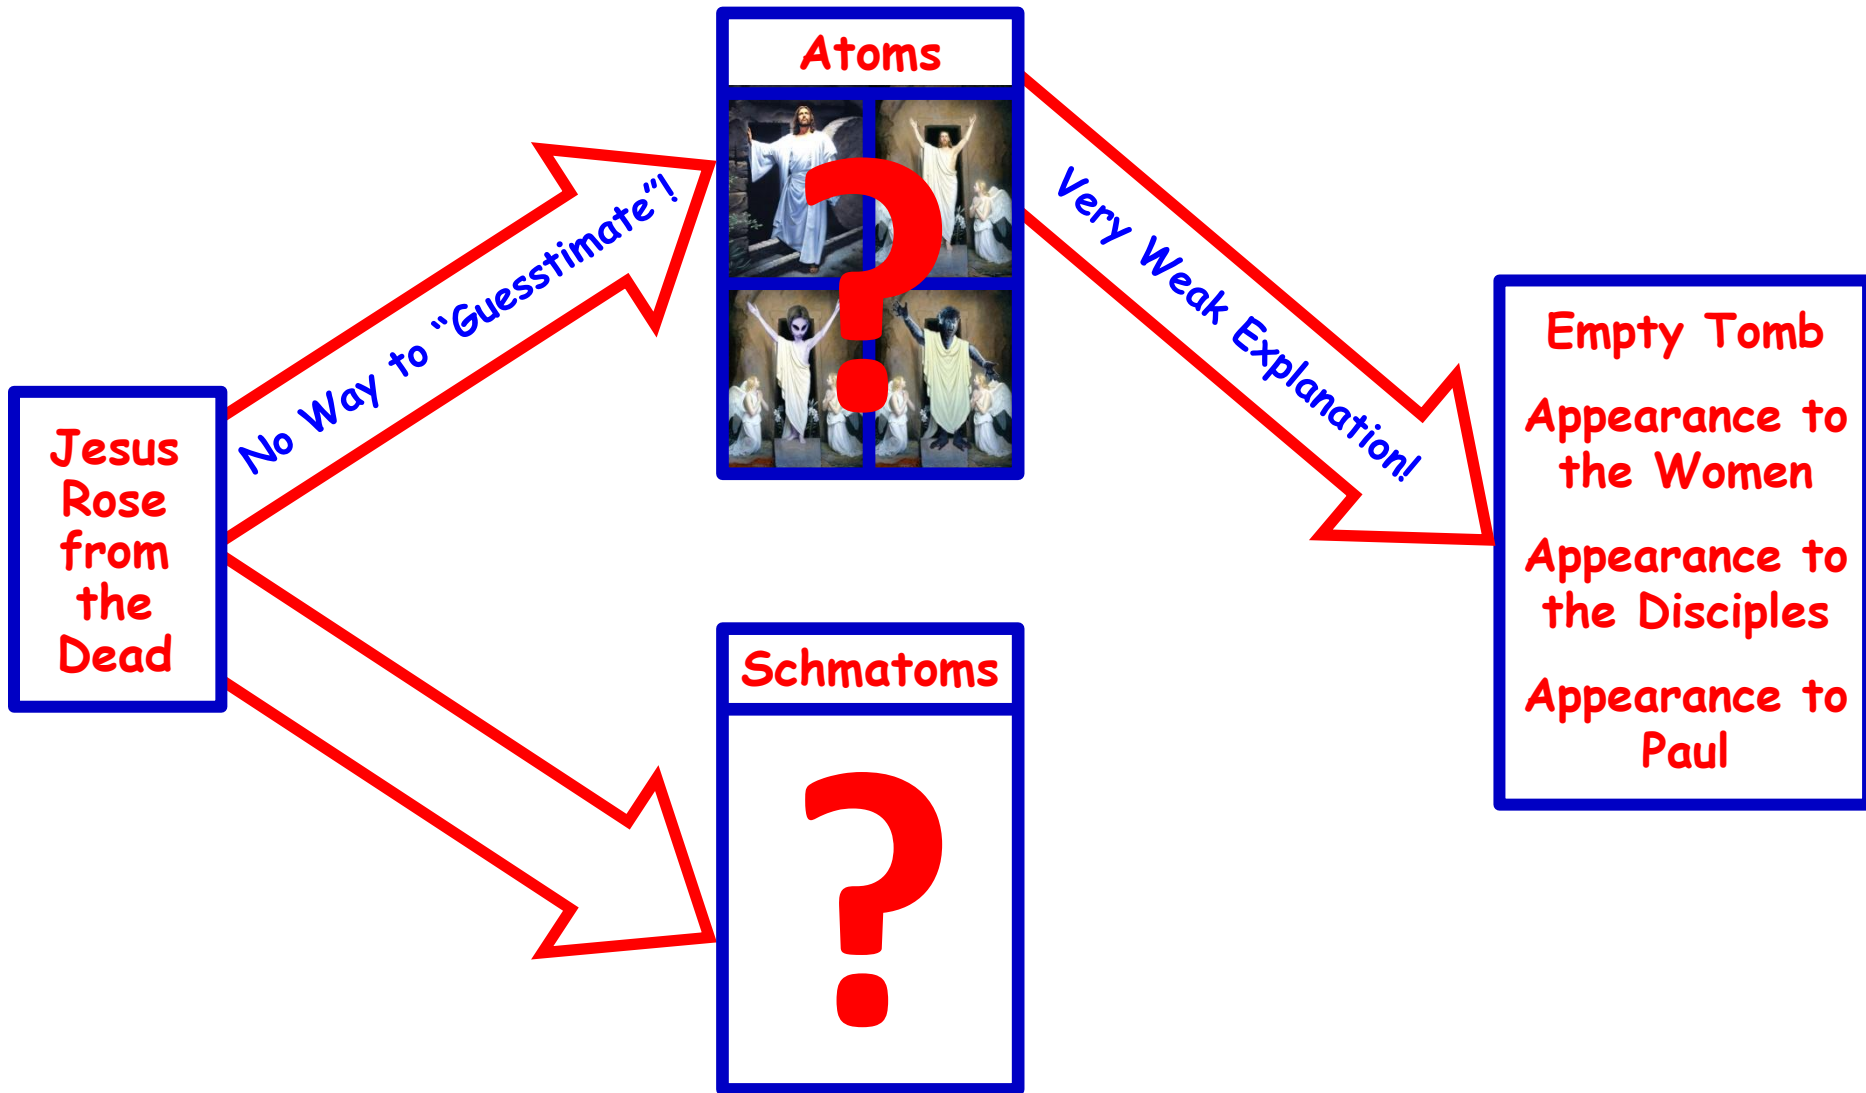 Jesus
Rose
from
the
Dead
No Way to “Guesstimate”!
Atoms
?
Very Weak Explanation!
Schmatoms
?
Empty Tomb
Appearance to
the Women
Appearance to
the Disciples
Appearance to
Paul